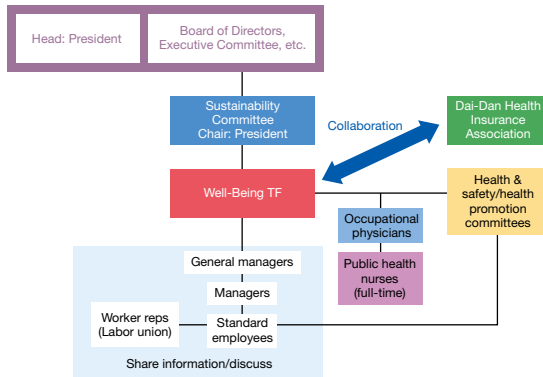 Head: President
Board of Directors,
Executive Committee, etc.
Sustainability
Committee
Chair: President
Collaboration
Dai-Dan Health
Insurance
Association
Well-Being TF
Health &
safety/health
promotion
committees
Occupational
physicians
Public health
nurses
(full-time)
General managers
Managers
Worker reps
(Labor union)
Standard
employees
Share information/discuss